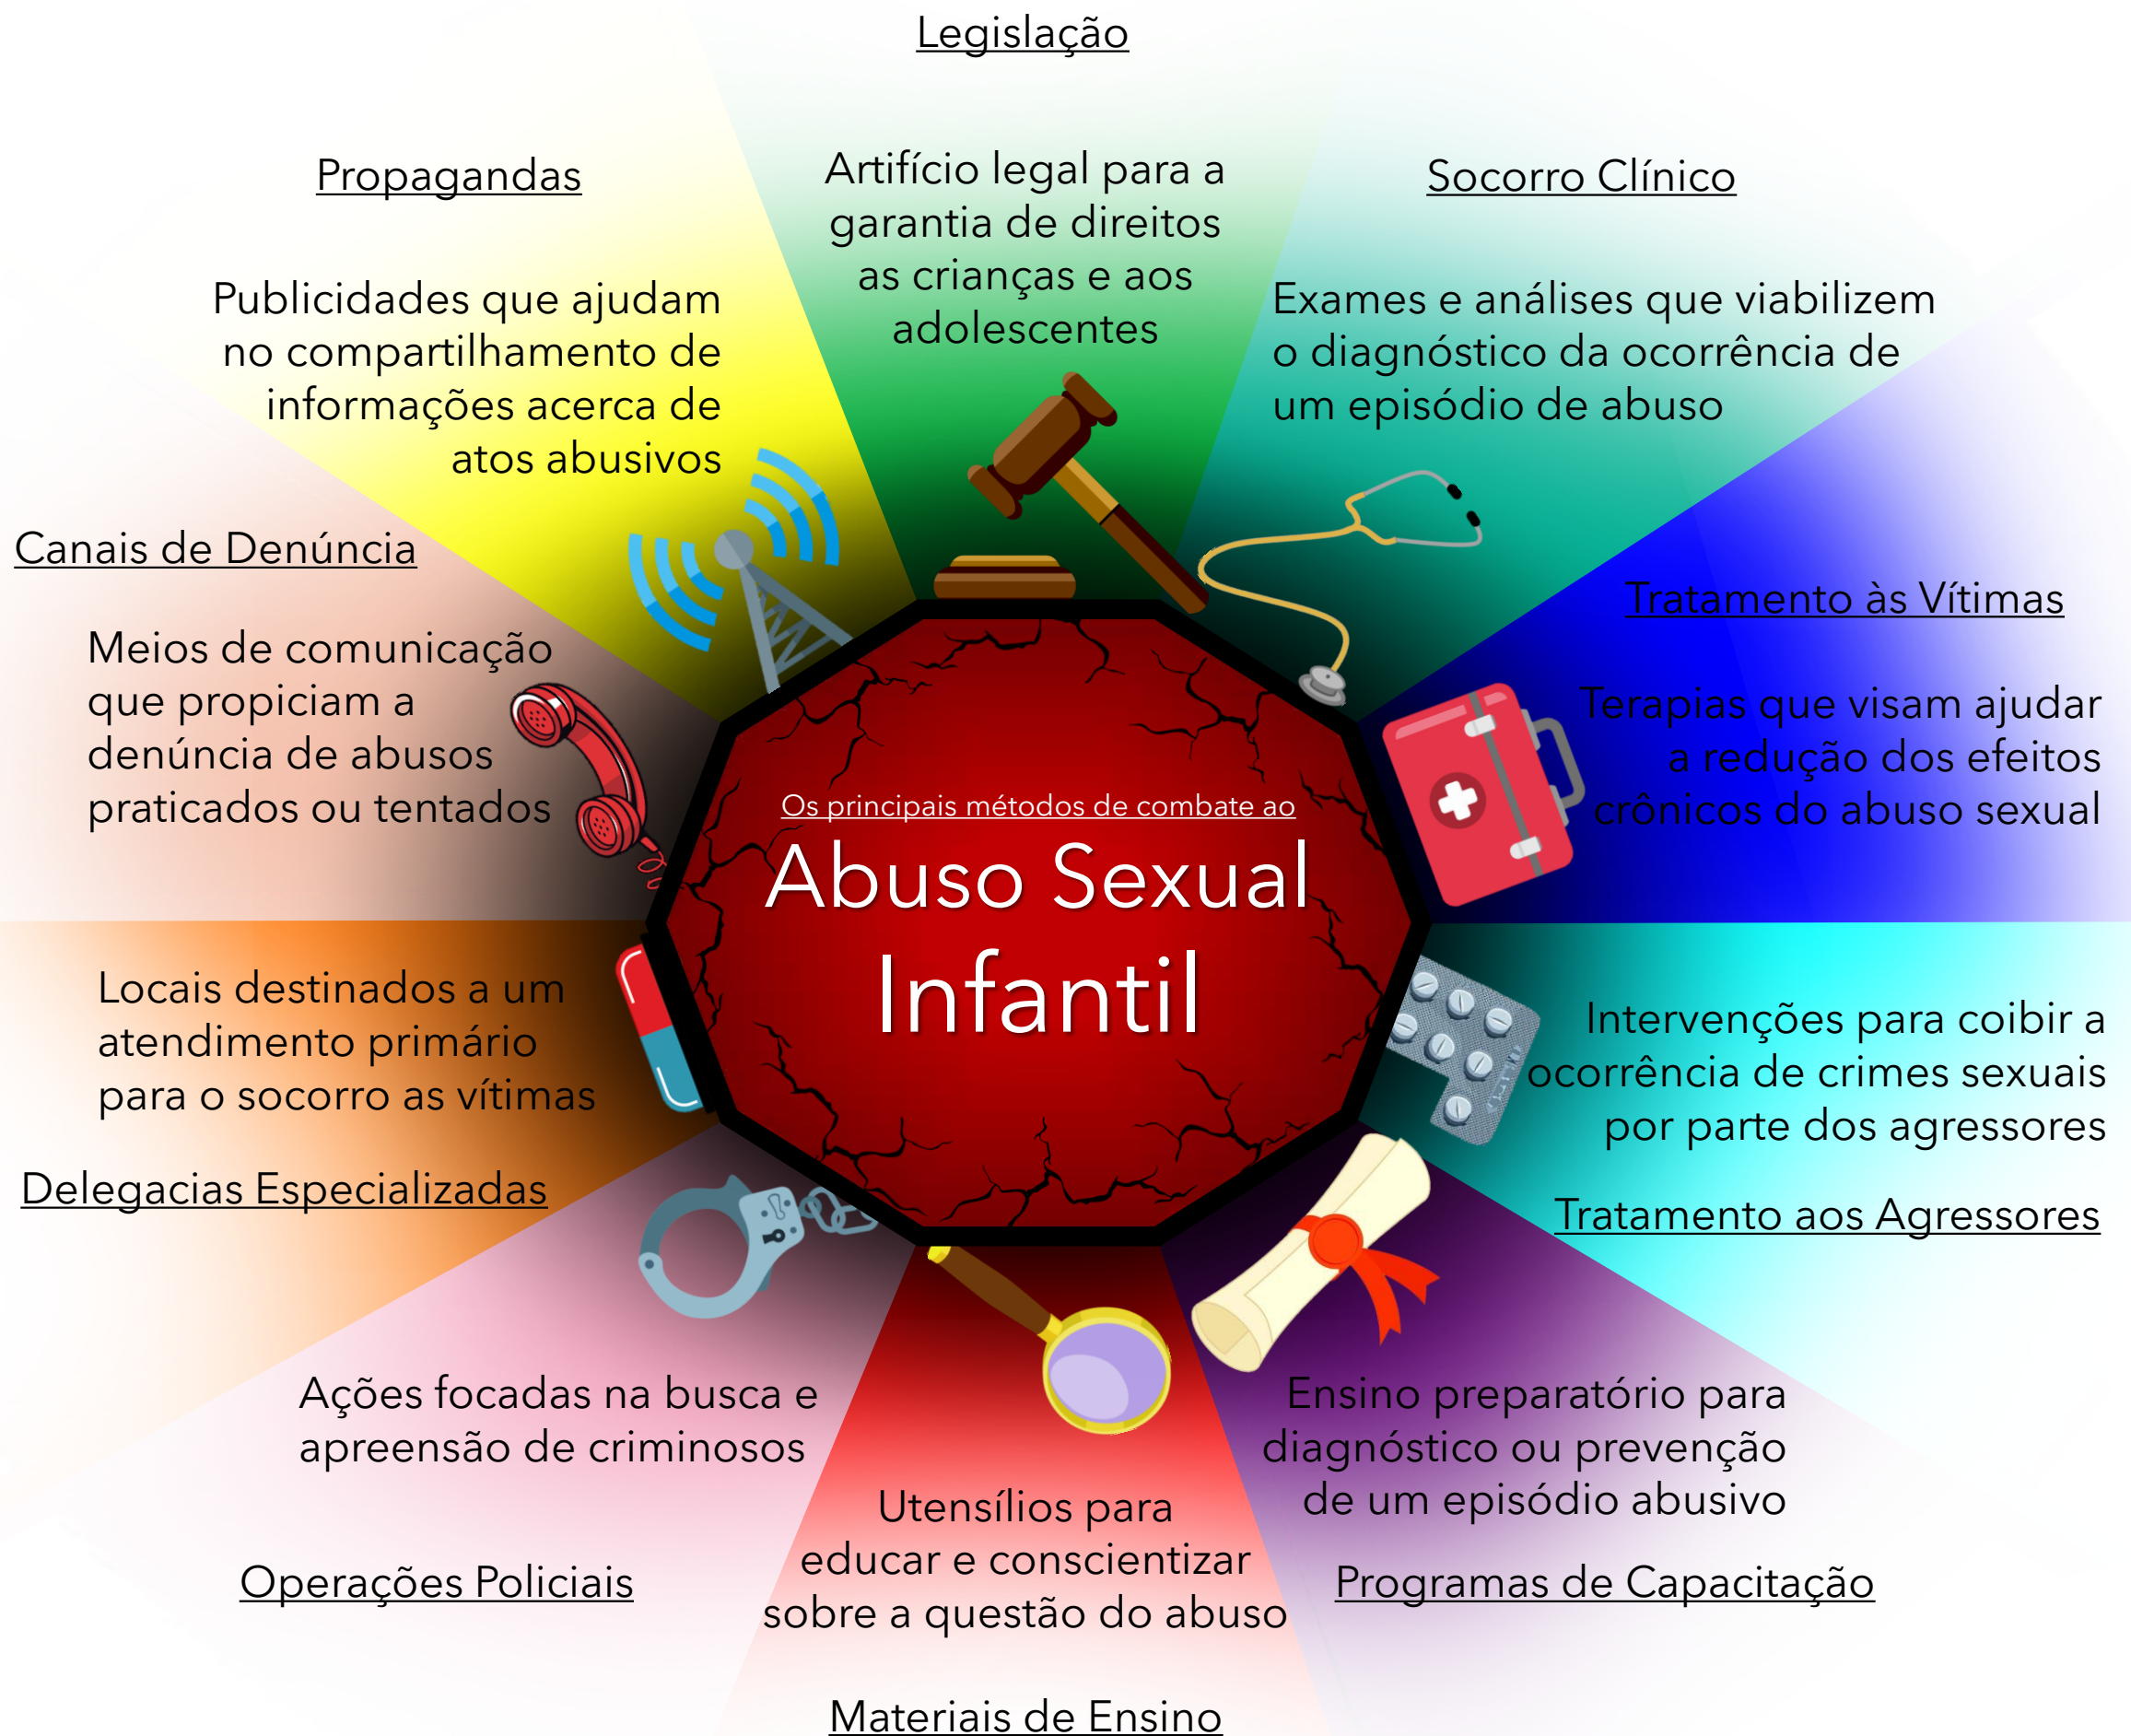 Legislação
Artifício legal para a
garantia de direitos
as crianças e aos
adolescentes
Propagandas
Publicidades que ajudam
no compartilhamento de
informações acerca de
atos abusivos
Socorro Clínico
Exames e análises que viabilizem
o diagnóstico da ocorrência de
um episódio de abuso
Canais de Denúncia
Meios de comunicação
que propiciam a
denúncia de abusos
praticados ou tentados
Tratamento às Vítimas
Terapias que visam ajudar
a redução dos efeitos
crônicos do abuso sexual
Os principais métodos de combate ao
Abuso Sexual
Infantil
Locais destinados a um
atendimento primário
para o socorro as vítimas
Delegacias Especializadas
Intervenções para coibir a
ocorrência de crimes sexuais
por parte dos agressores
Tratamento aos Agressores
Ações focadas na busca e
apreensão de criminosos
Operações Policiais
Utensílios para
educar e conscientizar
sobre a questão do abuso
Materiais de Ensino
Ensino preparatório para
diagnóstico ou prevenção
de um episódio abusivo
Programas de Capacitação